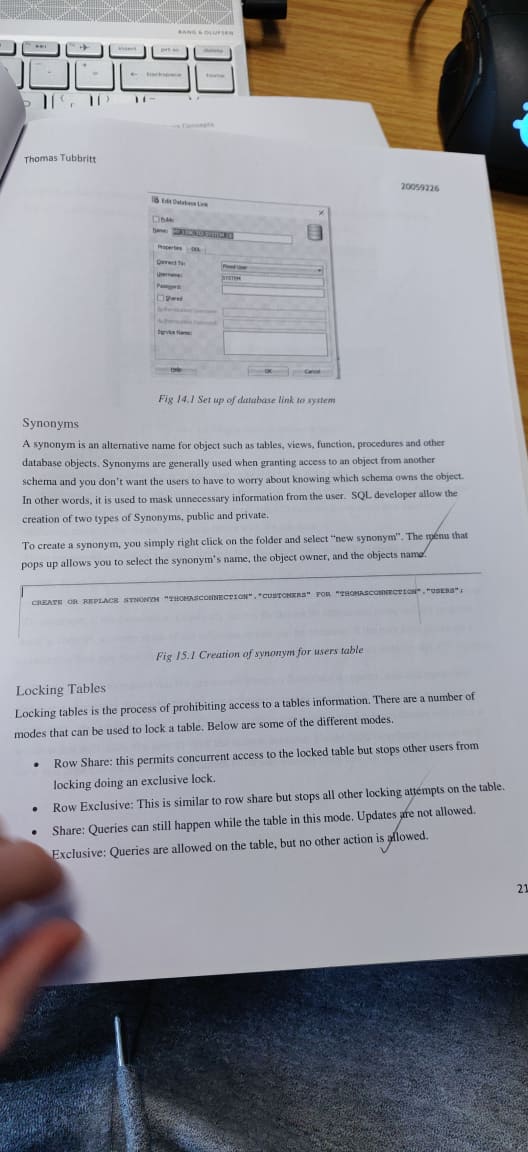 BANG & OLUFSEN
insert
prt sc
delete
backspace
home
Concepts
Thomas Tubbritt
20059226
Edit Database Link
Public
Name:
Properties
DDL
Connect To:
Fixed User
Username:
SYSTEM
Password:
Shared
Service Name:
Help
OK
Cancel
Fig 14.1 Set up of database link to system
Synonyms
A synonym is an alternative name for object such as tables, views, function, procedures and other
database objects. Synonyms are generally used when granting access to an object from another
schema and you don't want the users to have to worry about knowing which schema owns the object.
In other words, it is used to mask unnecessary information from the user. SQL developer allow the
creation of two types of Synonyms, public and private.
To create a synonym, you simply right click on the folder and select "new synonym". The menu that
pops up allows you to select the synonym's name, the object owner, and the objects name.
CREATE OR REPLACE SYNONYM "THOMASCONNECTION"."CUSTOMERS" FOR "THOMASCONNECTION"."USERS";
Fig 15.1 Creation of synonym for users table
Locking Tables
Locking tables is the process of prohibiting access to a tables information. There are a number of
modes that can be used to lock a table. Below are some of the different modes.
• Row Share: this permits concurrent access to the locked table but stops other users from
locking doing an exclusive lock.
• Row Exclusive: This is similar to row share but stops all other locking attempts on the table.
• Share: Queries can still happen while the table in this mode. Updates are not allowed.
Exclusive: Queries are allowed on the table, but no other action is allowed.
21